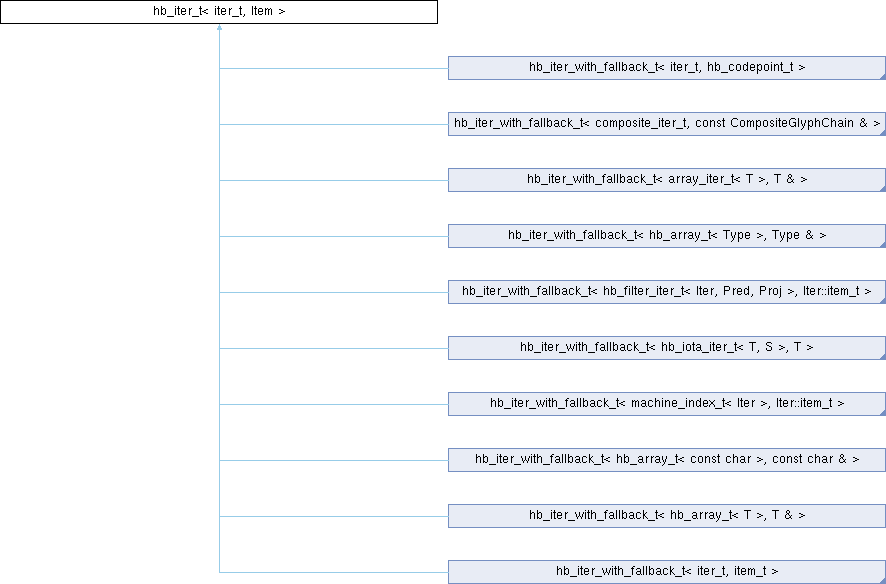 hb_iter_t< iter_t, Item >
hb_iter_with_fallback_t< iter_t, hb_codepoint_t >
hb_iter_with_fallback_t< composite_iter_t, const CompositeGlyphChain & >
hb_iter_with_fallback_t< array_iter_t< T >, T & >
hb_iter_with_fallback_t< hb_array_t< Type >, Type & >
hb_iter_with_fallback_t< hb_filter_iter_t< Iter, Pred, Proj >, Iter::item_t >
hb_iter_with_fallback_t< hb_iota_iter_t< T, S >, T >
hb_iter_with_fallback_t< machine_index_t< Iter >, Iter::item_t >
hb_iter_with_fallback_t< hb_array_t< const char >, const char & >
hb_iter_with_fallback_t< hb_array_t< T >, T & >
hb_iter_with_fallback_t< iter_t, item_t >